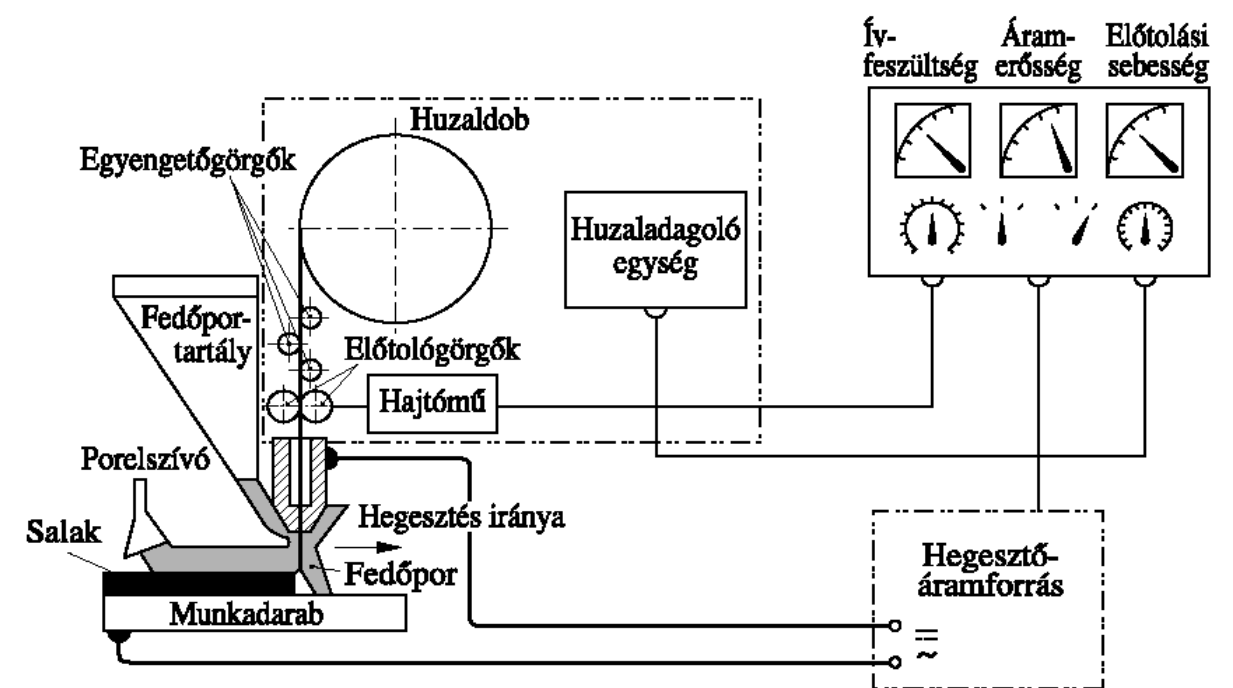 Ív-
feszültség
Áram-
erősség
Előtolási
sebesség
Huzaldob
Egyengetőgörgők
Huzaladagoló
egység
Fedőpor-
tartály
Előtológörgők
Hajtómű
Porelszívó
Hegesztés iránya
Salak
Fedőpor
Munkadarab
Hegesztő-
áramforrás